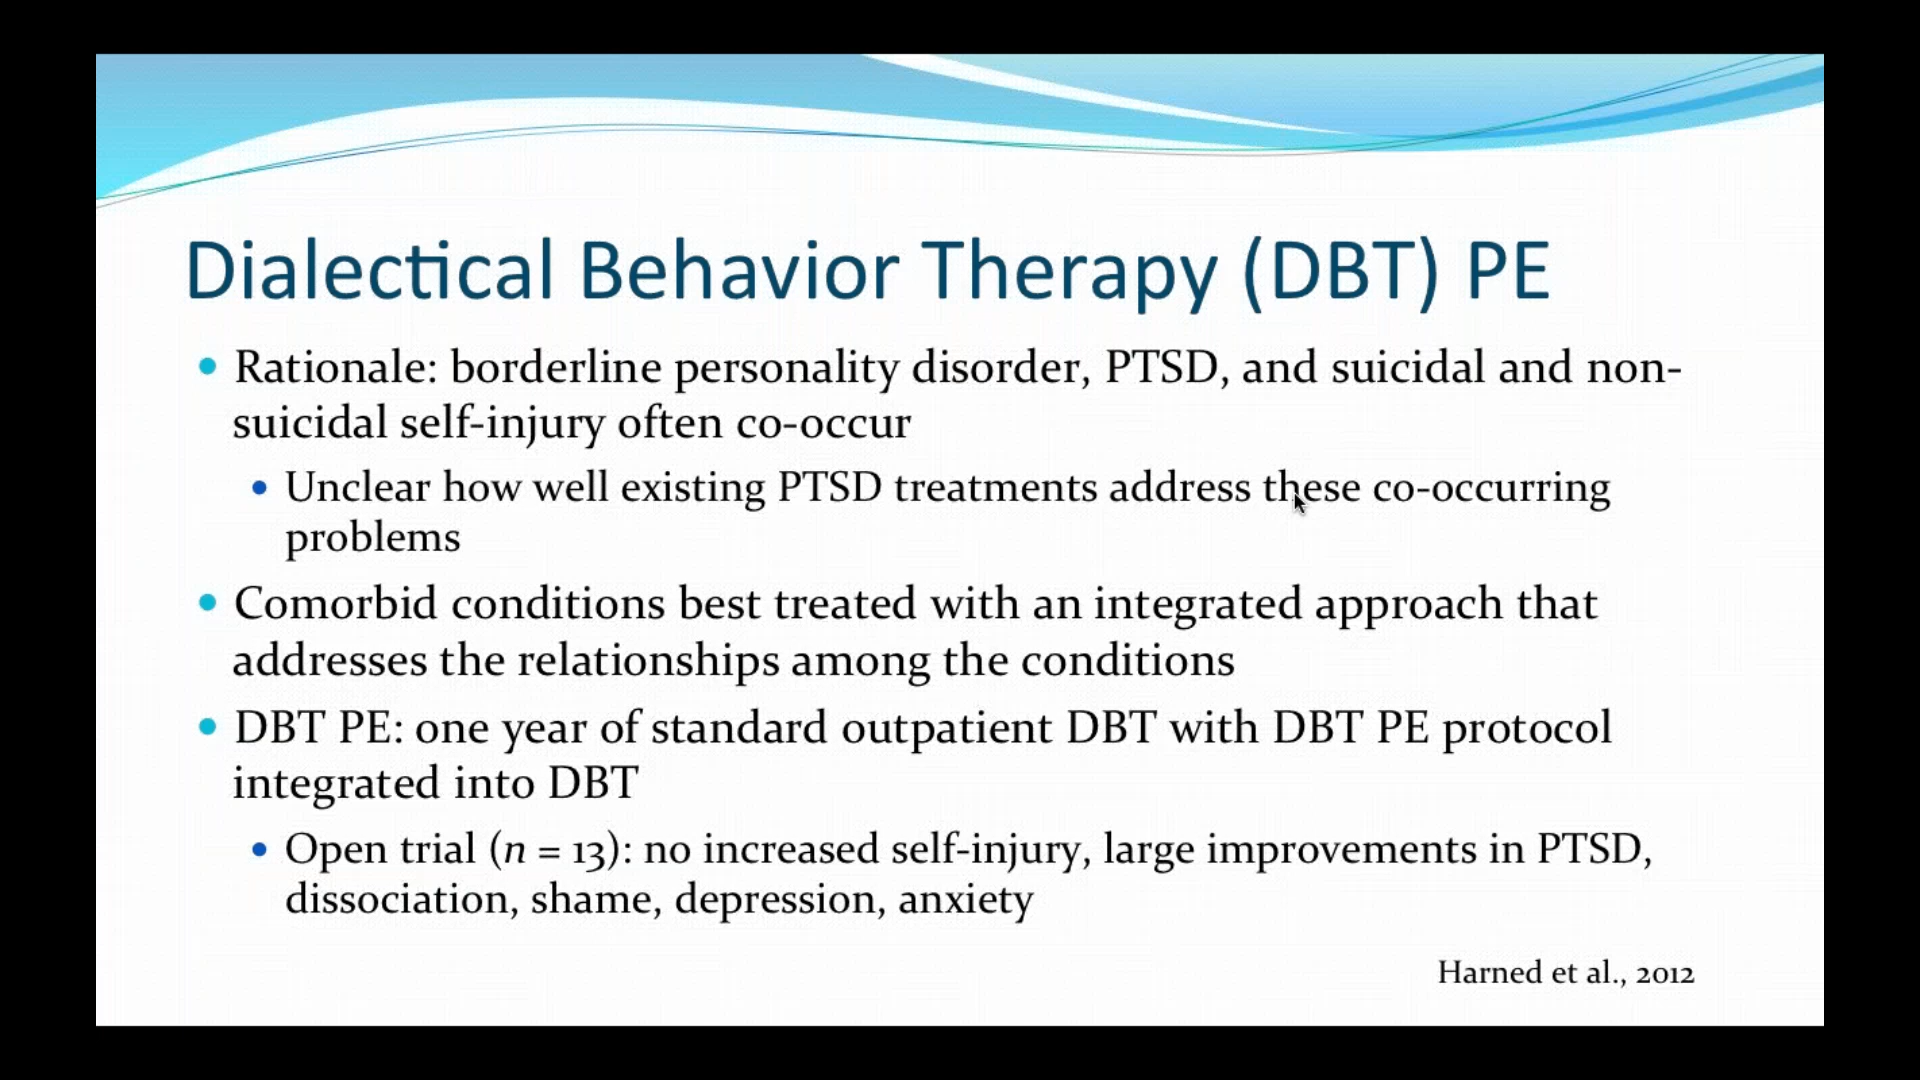 Dialectical Behavior Therapy (DBT) PE
• Rationale: borderline personality disorder, PTSD, and suicidal and non-
suicidal self-injury often co-occur
• Unclear how well existing PTSD treatments address these co-occurring
problems
• Comorbid conditions best treated with an integrated approach that
addresses the relationships among the conditions
• DBT PE: one year of standard outpatient DBT with DBT PE protocol
integrated into DBT
• Open trial (n = 13): no increased self-injury, large improvements in PTSD,
dissociation, shame, depression, anxiety
Harned et al., 2012